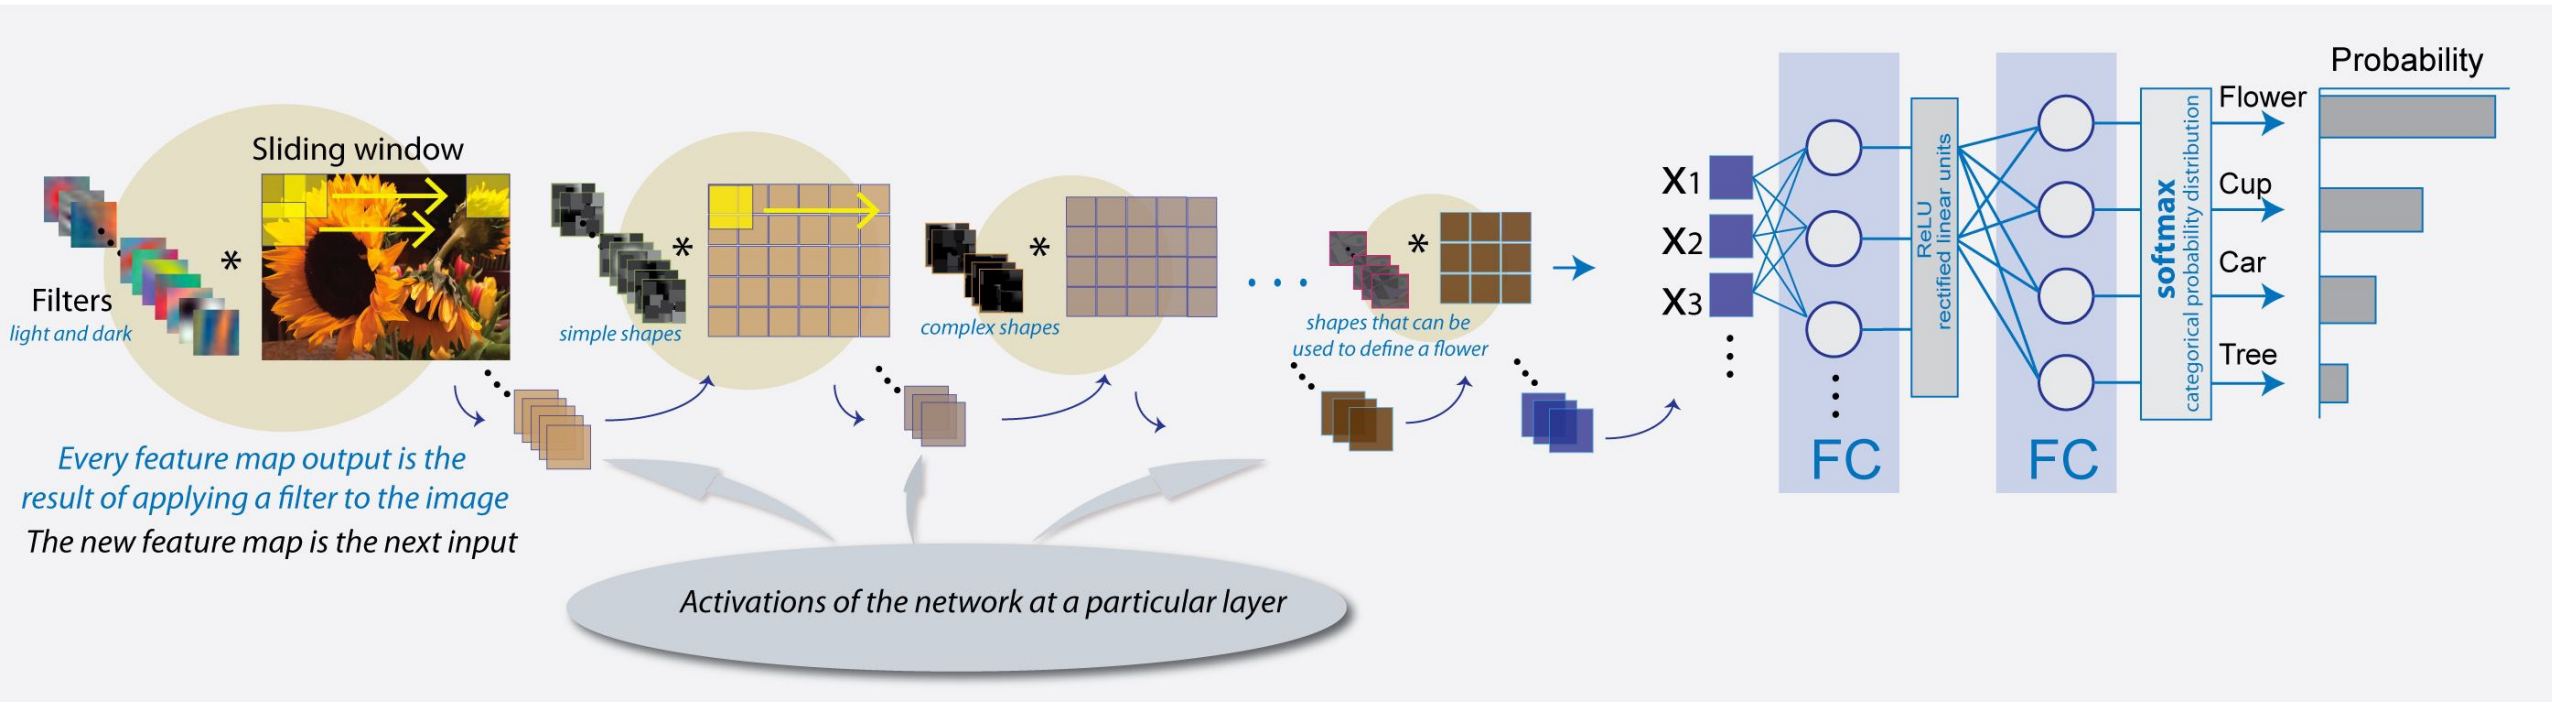 Sliding window
Filters
light and dark
*
simple shapes
*
complex shapes
*
shapes that can be
used to define a flower
*
Every feature map output is the
result of applying a filter to the image
The new feature map is the next input
Activations of the network at a particular layer
X1
X2
X3
FC
ReLU
rectified linear units
FC
softmax
categorical probability distribution
Probability
Flower
Cup
Car
Tree